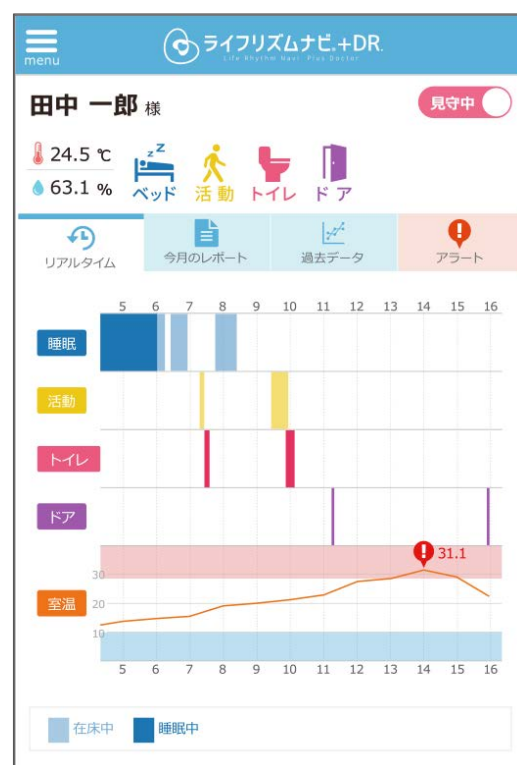 menu
ライフリズムナビ®+DR.
Life Rhythm Navi Plus Doctor
田中 一郎 様
見守中
24.5 ℃
63.1 %
zzZ
ベッド 活動 トイレ ドア
リアルタイム 今月のレポート 過去データ アラート
5 6 7 8 9 10 11 12 13 14 15 16
睡眠
活動
トイレ
ドア
31.1
30
室温 20
10
5 6 7 8 9 10 11 12 13 14 15 16
在床中 睡眠中